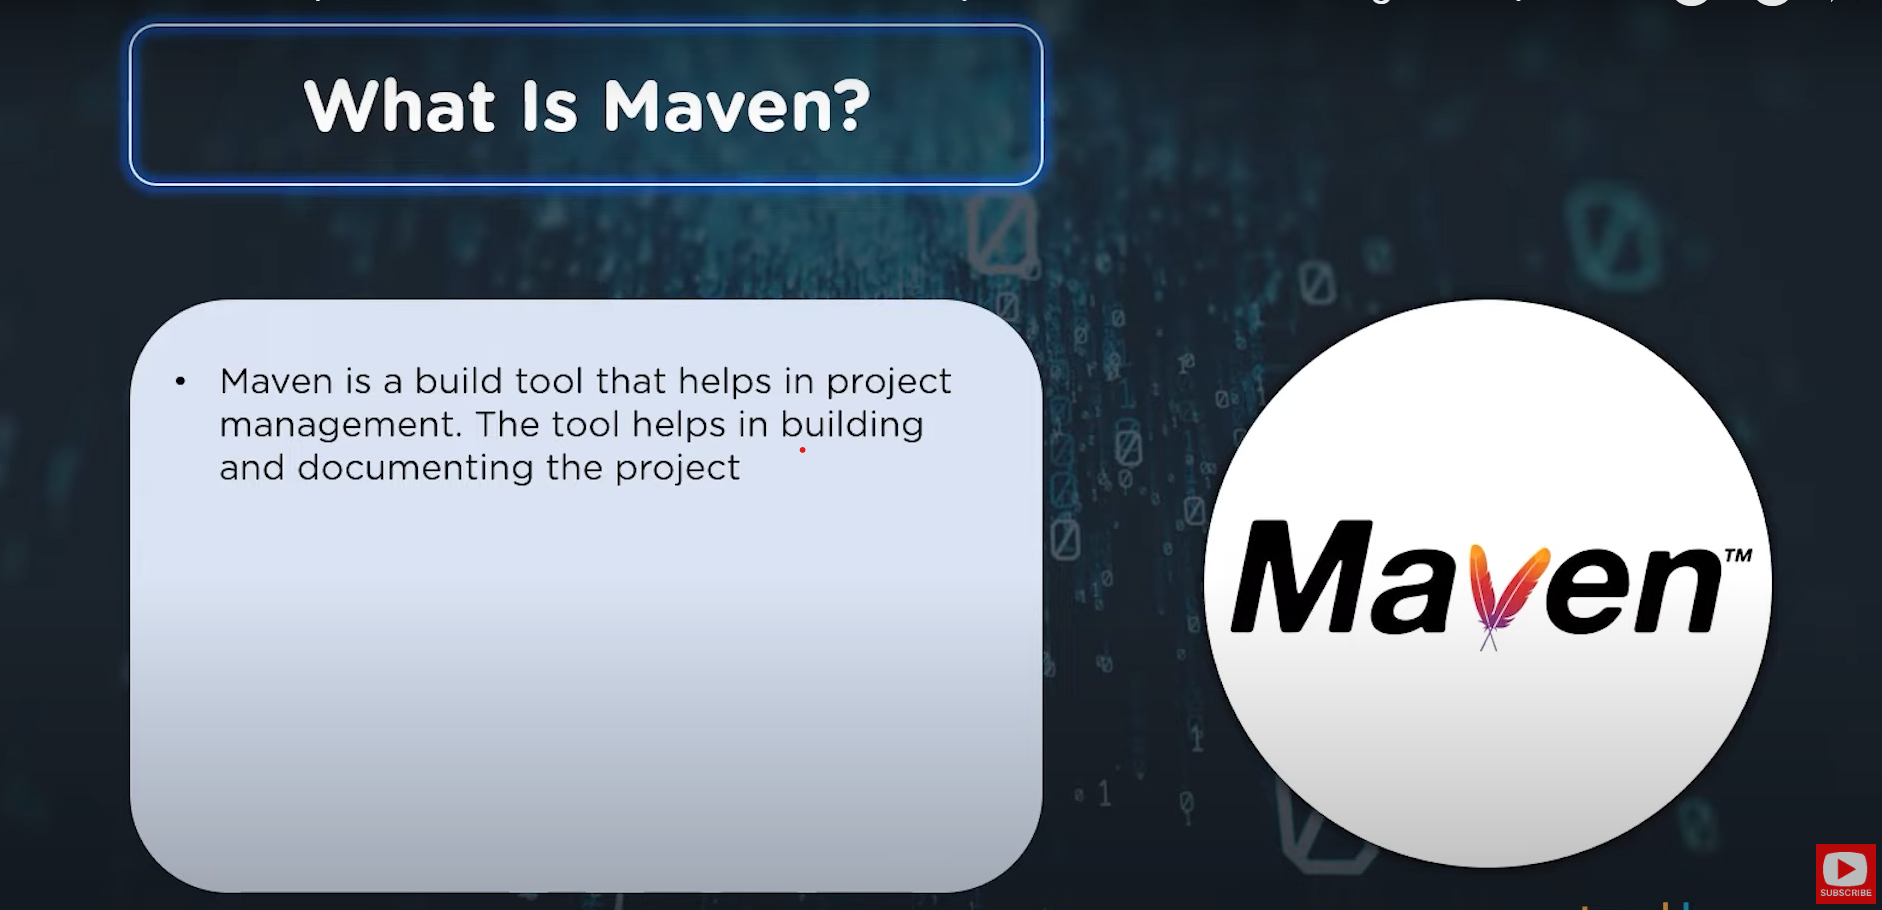 What Is Maven?
• Maven is a build tool that helps in project
management. The tool helps in building
and documenting the project
Maven™
SUBSCRIBE